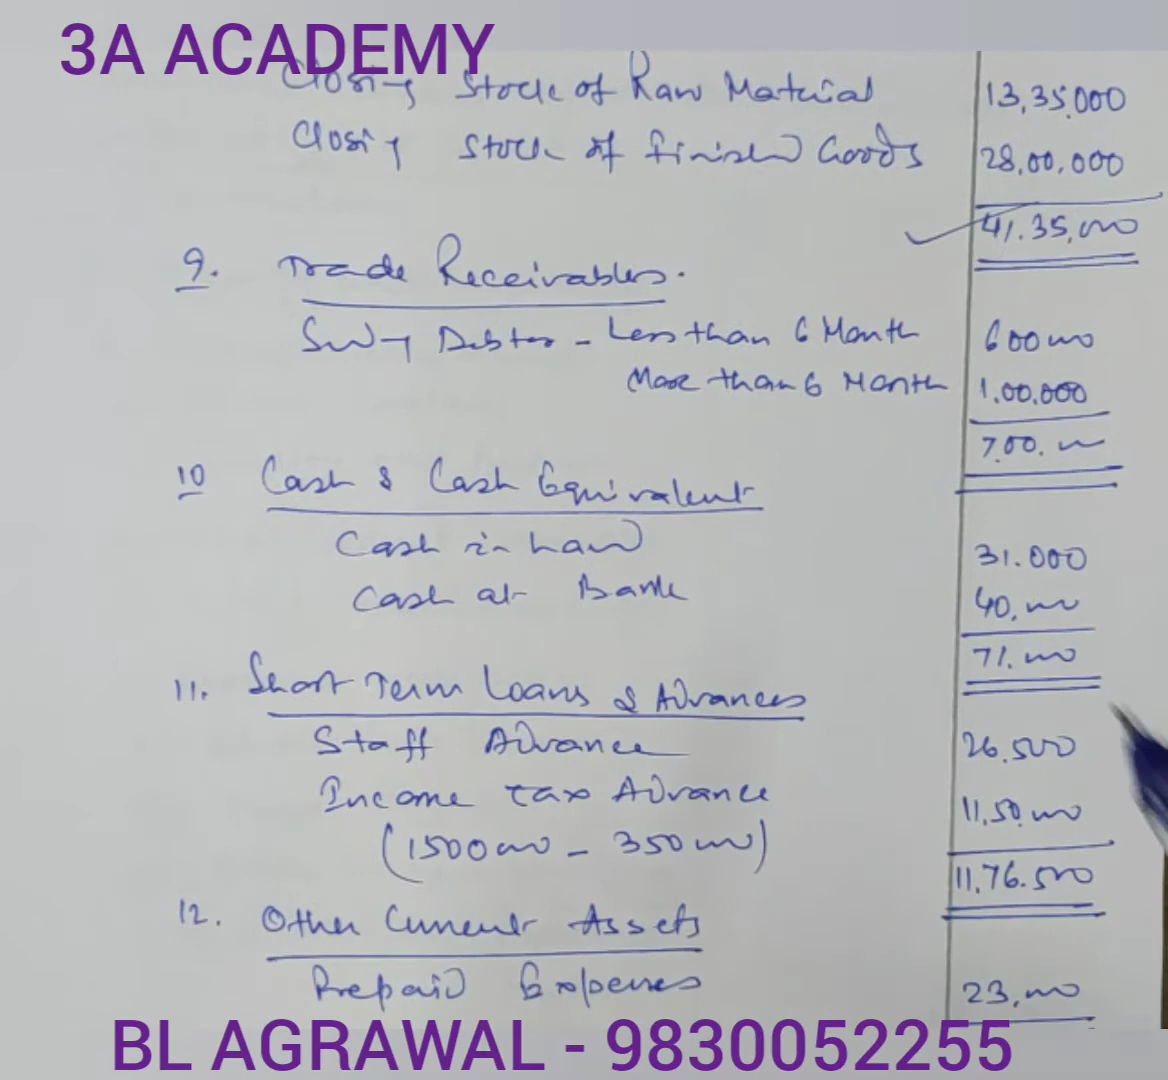 3A ACADEMY
Closing Stock of Raw Material 13,35,000
Closing Stock of finished Goods 28,00,000
41,35,000
9. Trade Receivables.
Debtors - Less than 6 Month 600000
More than 6 Month 1,00,000
7,00,000
10 Cash & Cash Equivalent
Cash in hand 31,000
Cash at Bank 40,000
71,000
11. Short Term Loans & Advances
Staff Advance 26,500
Income tax Advance 11,50,000
(1500000 - 350000)
11,76,500
12. Other Current Assets
Prepaid Expenses 23,000
BL AGRAWAL - 9830052255